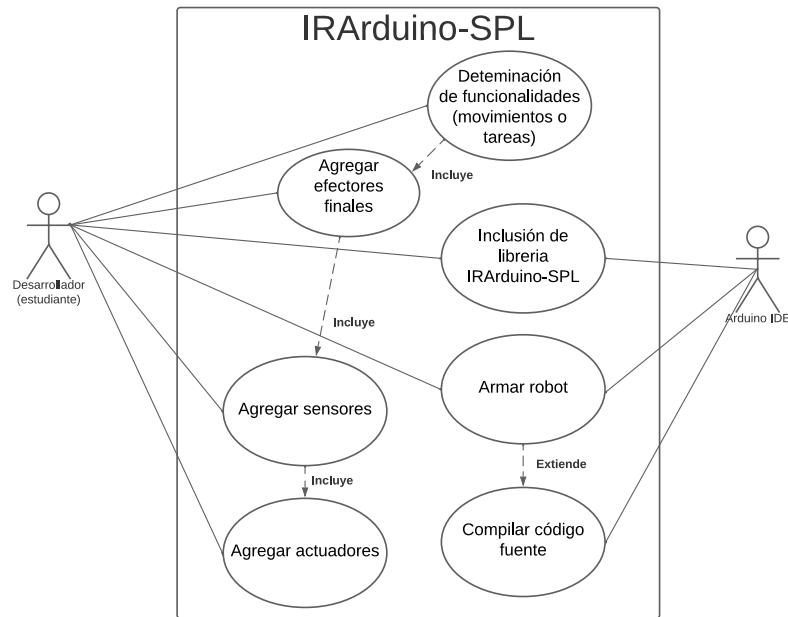 IRArduino-SPL
Deteminación
de funcionalidades
(movimientos o
tareas)
Incluye
Agregar
efectores
finales
Inclusión de
libreria
IRArduino-SPL
Desarrollador
(estudiante)
Arduino IDE
Incluye
Agregar sensores
Armar robot
Incluye
Extiende
Agregar actuadores
Compilar código
fuente